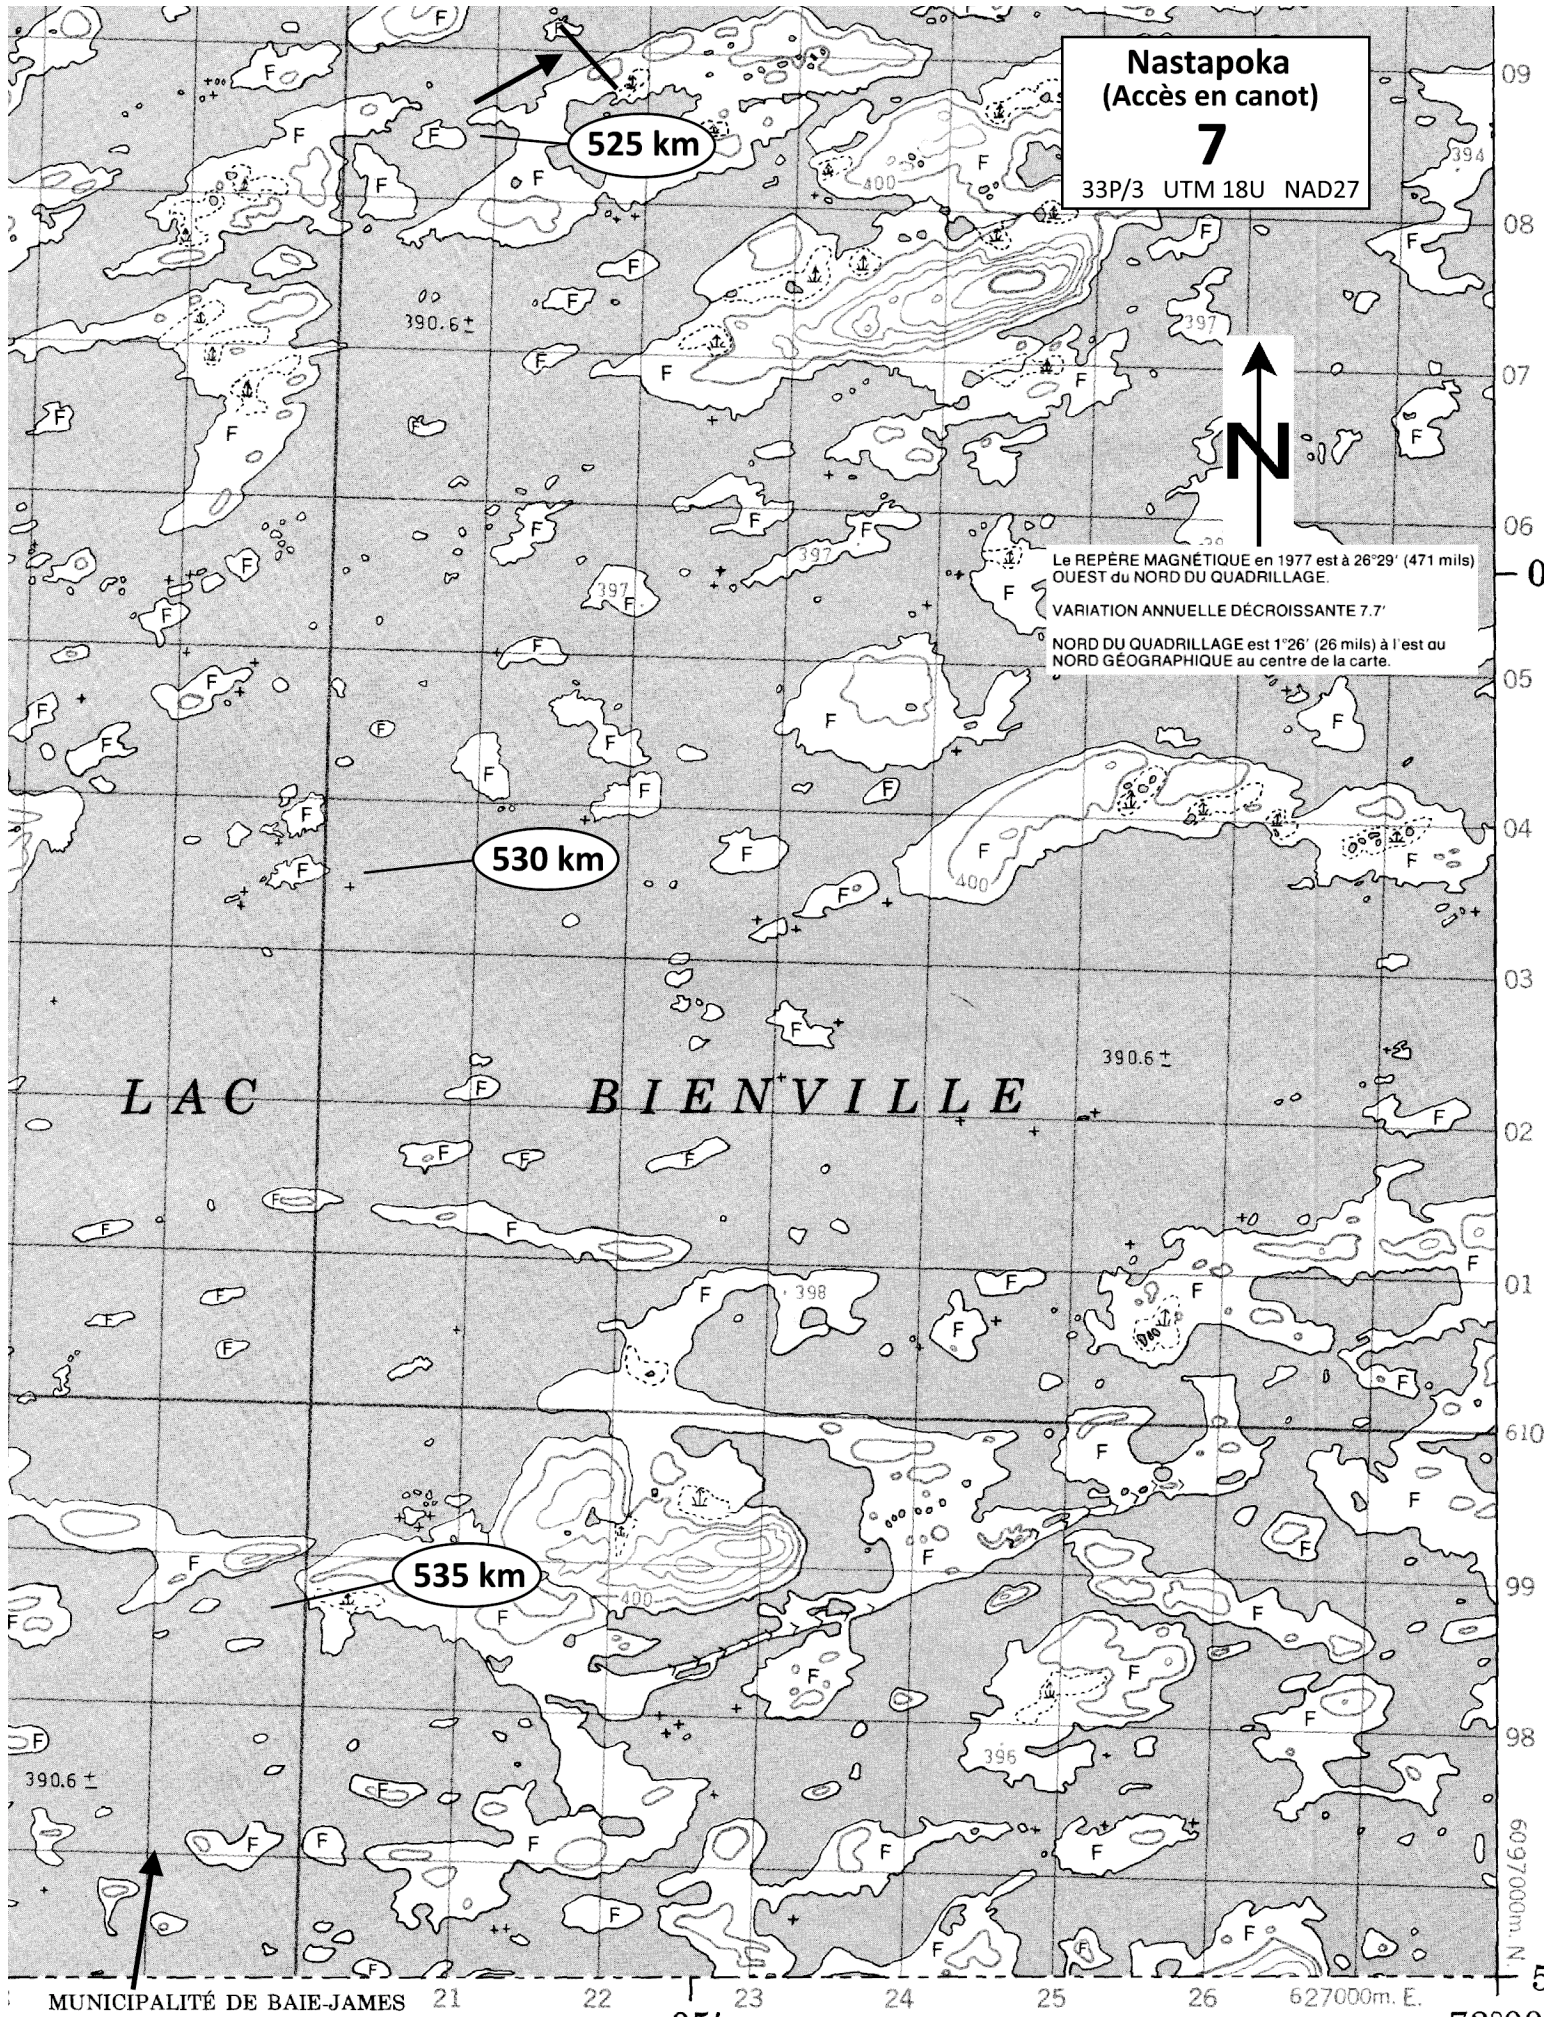 Nastapoka
(Accès en canot)
7
33P/3 UTM 18U NAD27
09
F
F
525 km
F
F
F
F
F
F
400
394
08
F
F
F
F
390.6 ±
397
F
F
F
07
F
F
F
F
N
F
F
F
06
397
F
F
397
F
F
Le REPÈRE MAGNÉTIQUE en 1977 est à 26°29' (471 mils)
OUEST du NORD DU QUADRILLAGE.
VARIATION ANNUELLE DÉCROISSANTE 7.7'
NORD DU QUADRILLAGE est 1°26' (26 mils) à l'est du
NORD GÉOGRAPHIQUE au centre de la carte.
F
F
F
F
F
F
05
F
F
F
F
F
F
F
04
530 km
F
F
F
F
400
F
03
F
390.6 ±
LAC BIENVILLE
F
F
02
F
F
F
F
F
F
F
F
398
F
F
F
01
F
F
F
F
F
610
F
F
F
F
535 km
F
400
F
F
F
99
F
F
F
F
98
396
390.6 ±
F
F
F
F
F
F
F
F
F
F
F
F
6097000m. N.
MUNICIPALITÉ DE BAIE-JAMES
21
22
23
24
25
26
627000m. E.